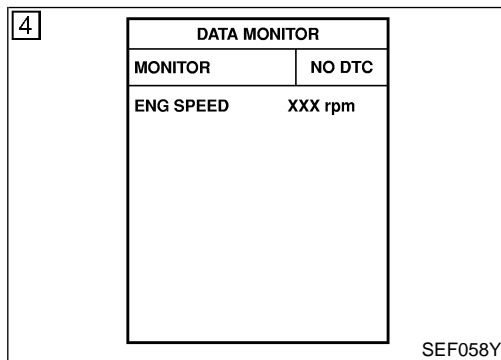 4
DATA MONITOR
MONITOR NO DTC
ENG SPEED XXX rpm
SEF058Y